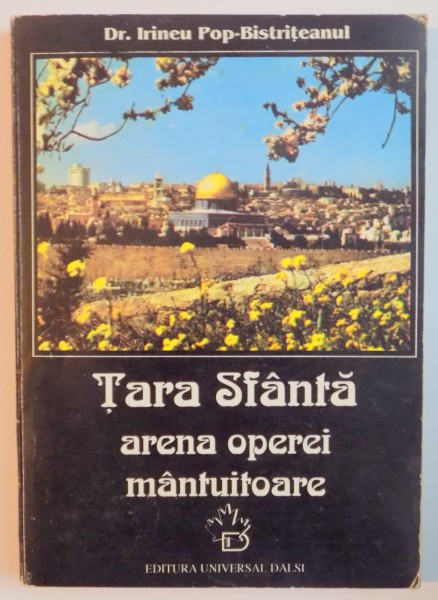 Dr. Irineu Pop-Bistrițeanul
Țara Sfântă
arena operei
mântuitoare
EDITURA UNIVERSAL DALSI